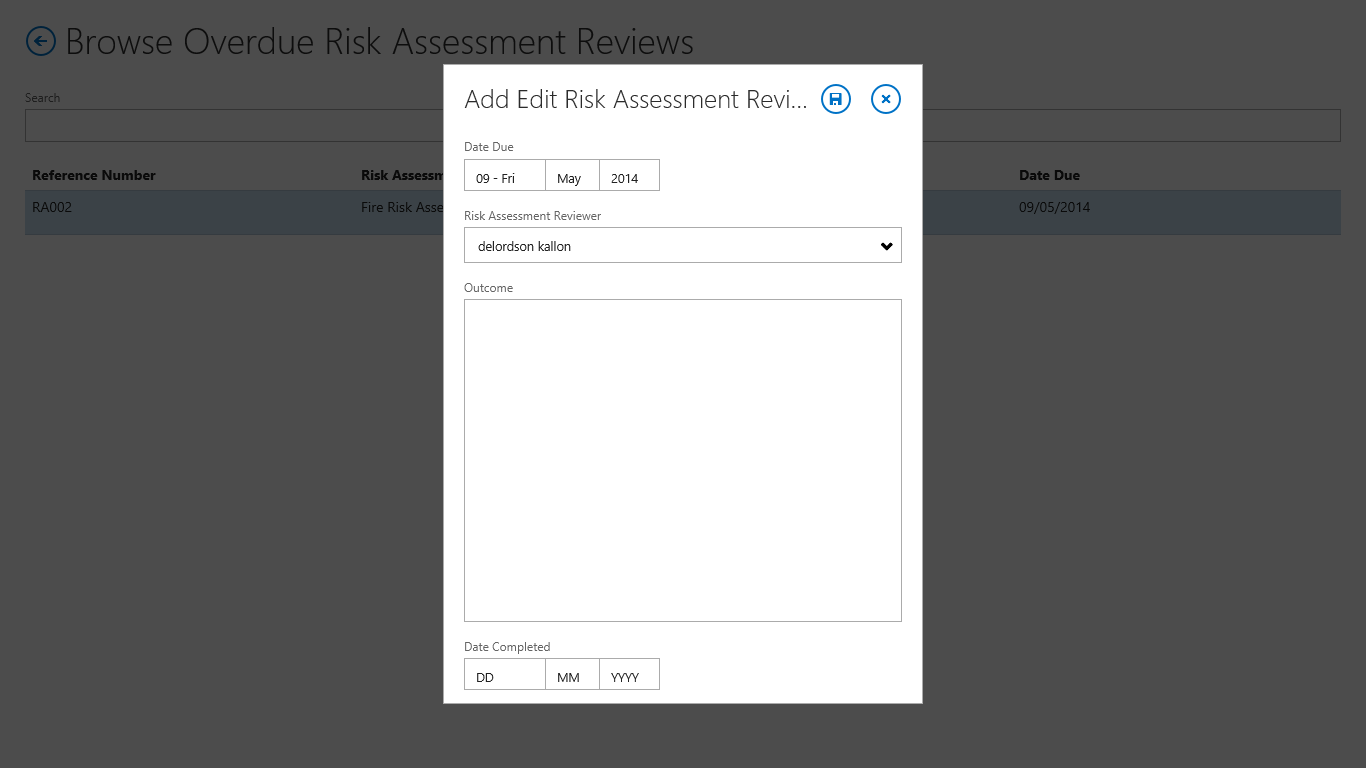 Browse Overdue Risk Assessment Reviews
Search
Reference Number Risk Assessm Date Due
RA002 Fire Risk Asse 09/05/2014
Add Edit Risk Assessment Revi...
Date Due
09 - Fri May 2014
Risk Assessment Reviewer
delordson kallon
Outcome
Date Completed
DD MM YYYY